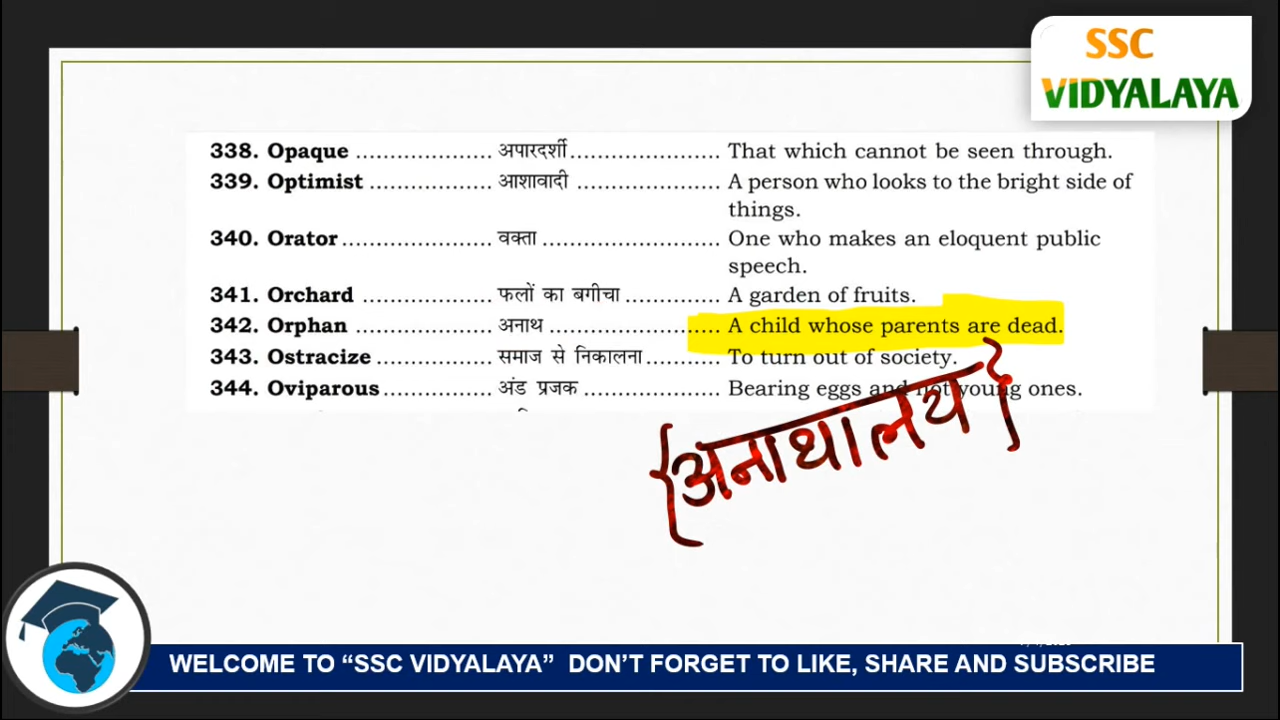 SSC
VIDYALAYA
338. Opaque .................... अपारदर्शी...................... That which cannot be seen through.
339. Optimist .................. आशावादी ..................... A person who looks to the bright side of
things.
340. Orator ..................... वक्ता .......................... One who makes an eloquent public
speech.
341. Orchard ................... फलों का बगीचा .............. A garden of fruits.
342. Orphan .................... अनाथ ......................... A child whose parents are dead.
343. Ostracize ................. समाज से निकालना........... To turn out of society.
344. Oviparous ................ अंड प्रजक .................... Bearing eggs and not young ones.
{अनाथालय}
WELCOME TO “SSC VIDYALAYA” DON’T FORGET TO LIKE, SHARE AND SUBSCRIBE